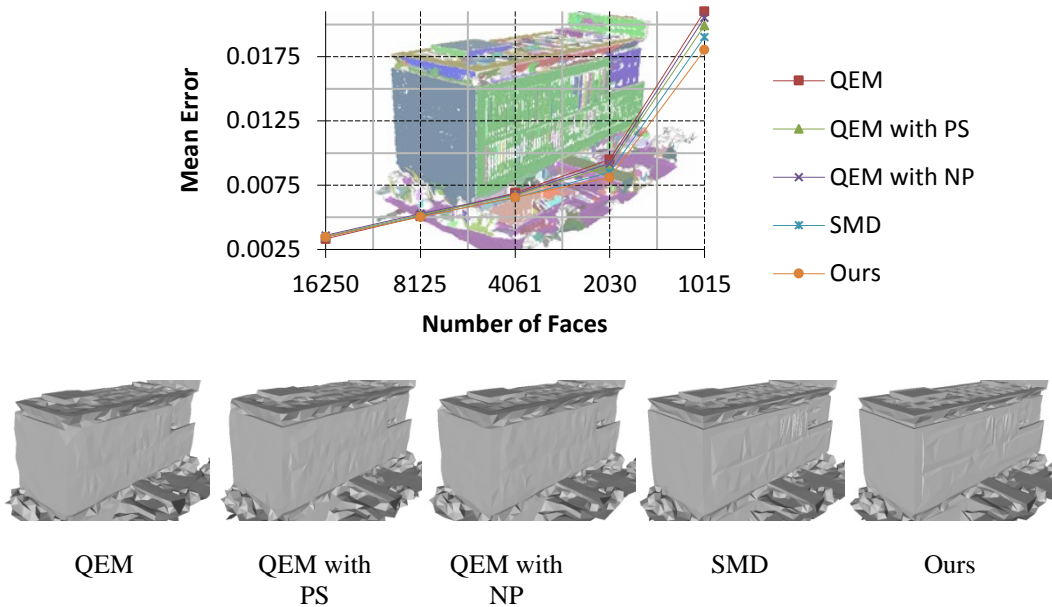 0.0175
0.0125
0.0075
0.0025
Mean Error
16250 8125 4061 2030 1015
Number of Faces
QEM
QEM with PS
QEM with NP
SMD
Ours
QEM QEM with PS QEM with NP SMD Ours